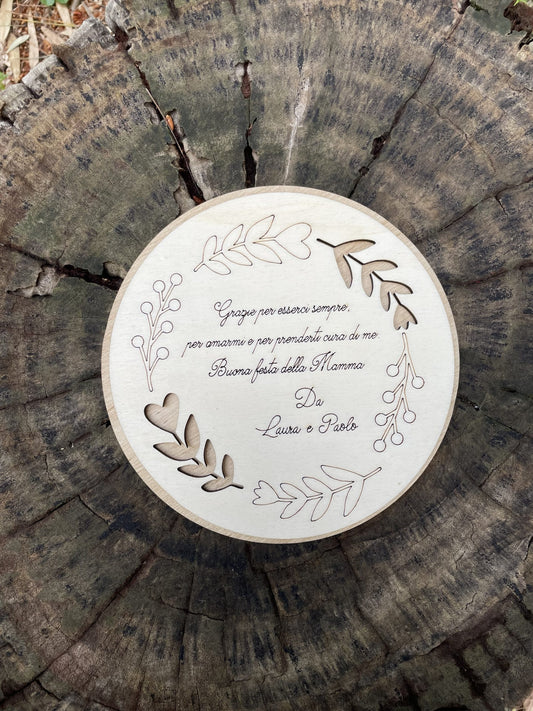 Grazie per esserci sempre,
per amarmi e per prenderti cura di me.
Buona festa della Mamma
Da
Laura e Paolo